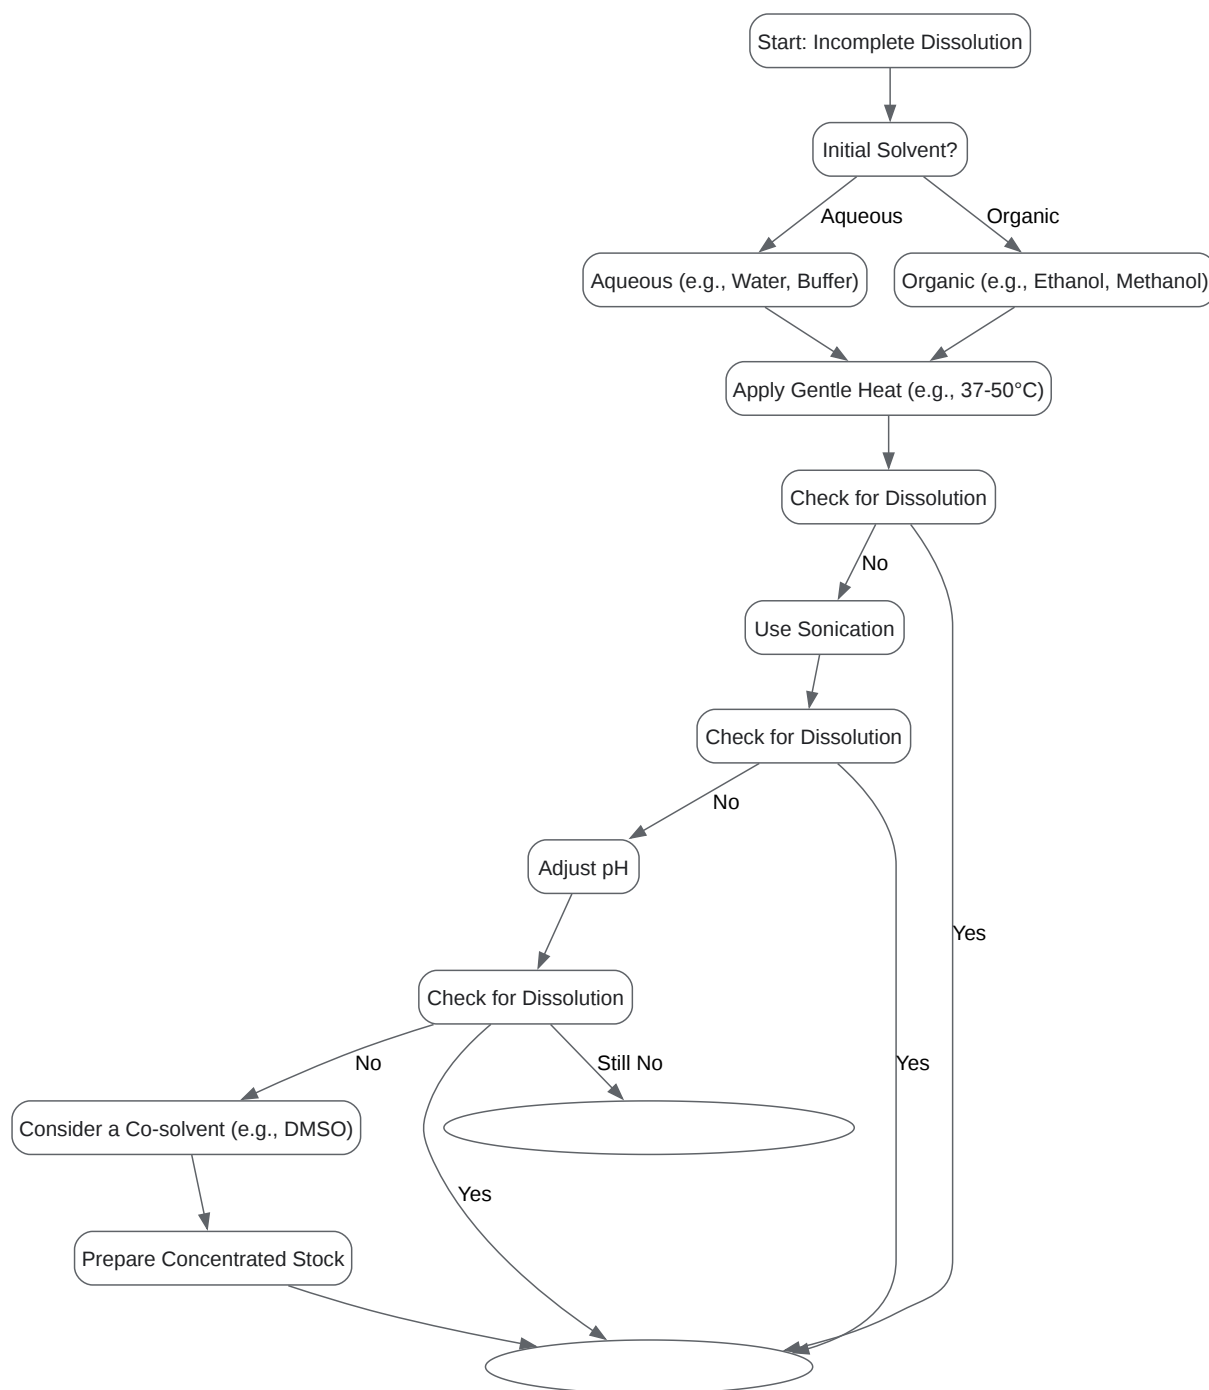 Start: Incomplete Dissolution
Initial Solvent?
Aqueous
Organic
Aqueous (e.g., Water, Buffer)
Organic (e.g., Ethanol, Methanol)
Apply Gentle Heat (e.g., 37-50°C)
Check for Dissolution
No
Use Sonication
Check for Dissolution
No
Adjust pH
Yes
Check for Dissolution
No
Still No
Yes
Consider a Co-solvent (e.g., DMSO)
Yes
Prepare Concentrated Stock